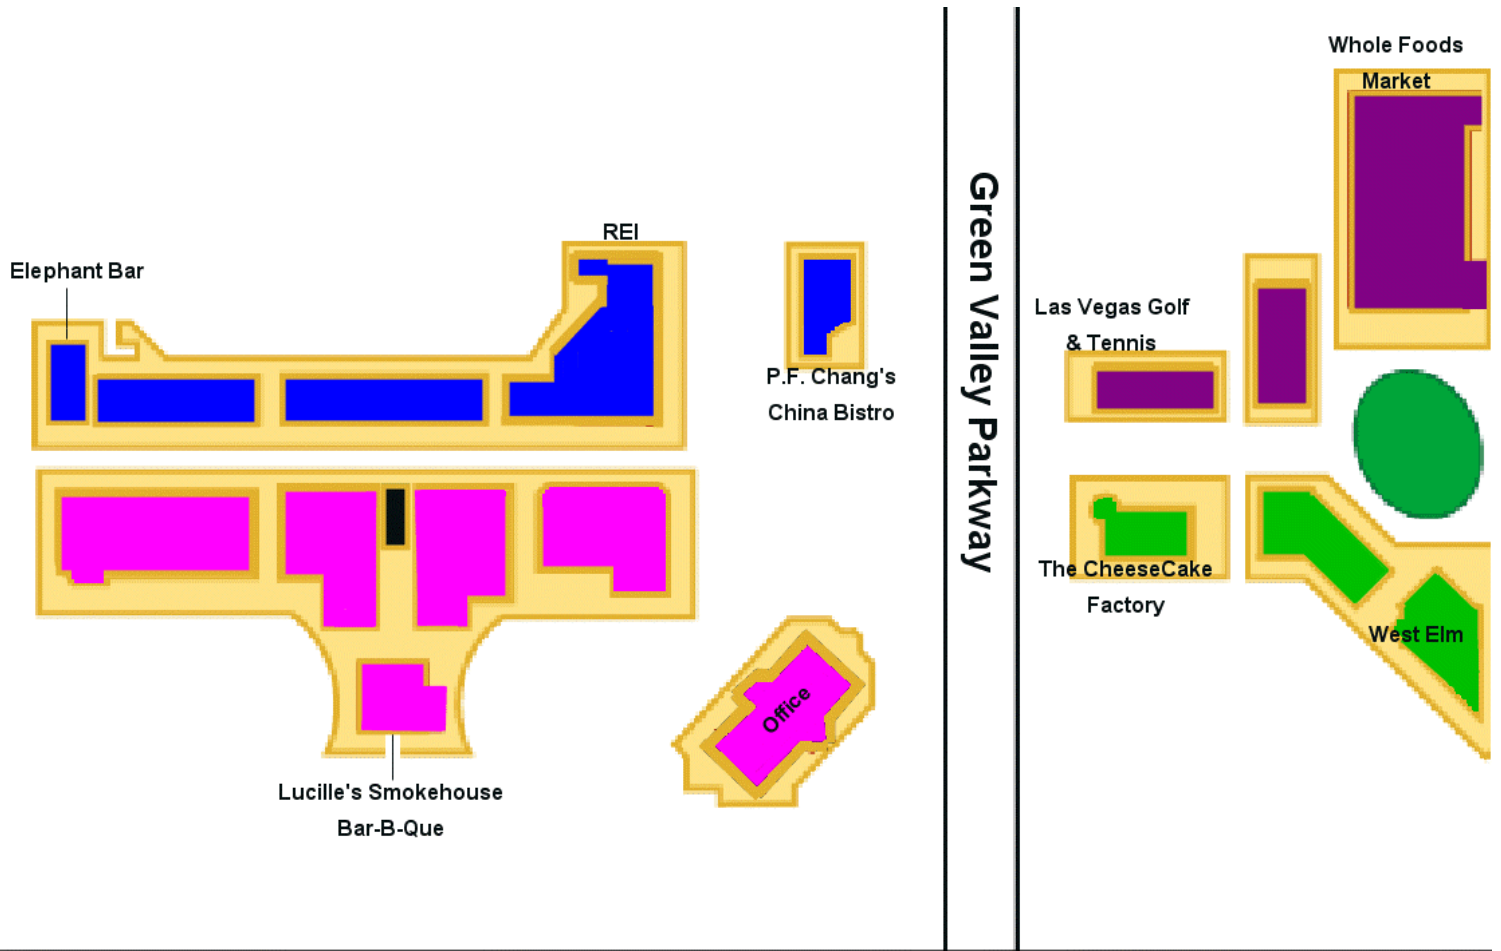 Whole Foods
Market
REI
Elephant Bar
Las Vegas Golf
& Tennis
P.F. Chang's
China Bistro
Green Valley Parkway
The CheeseCake
Factory
West Elm
Office
Lucille's Smokehouse
Bar-B-Que